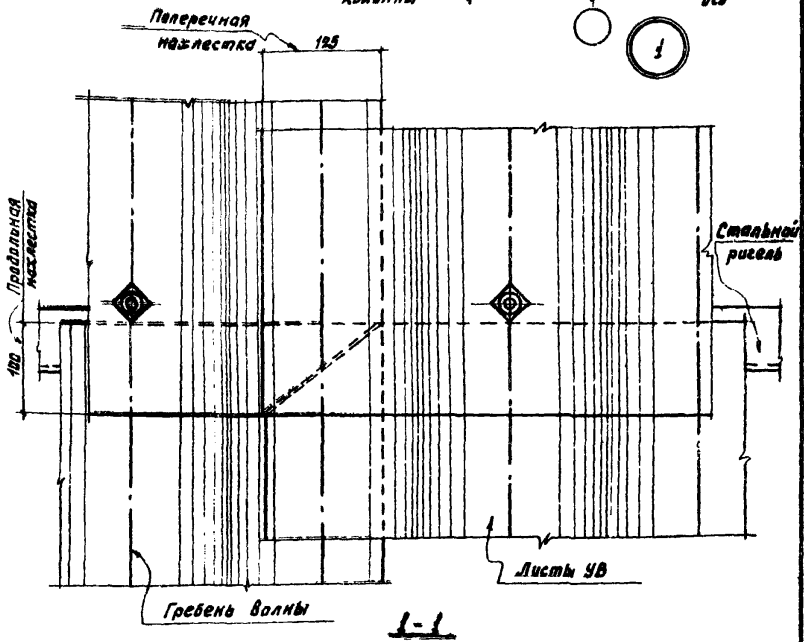 Поперечная
нахлестка
125
1
Продольная
нахлестка
100
Стальной
ригель
Листы УВ
Гребень волны
1-1